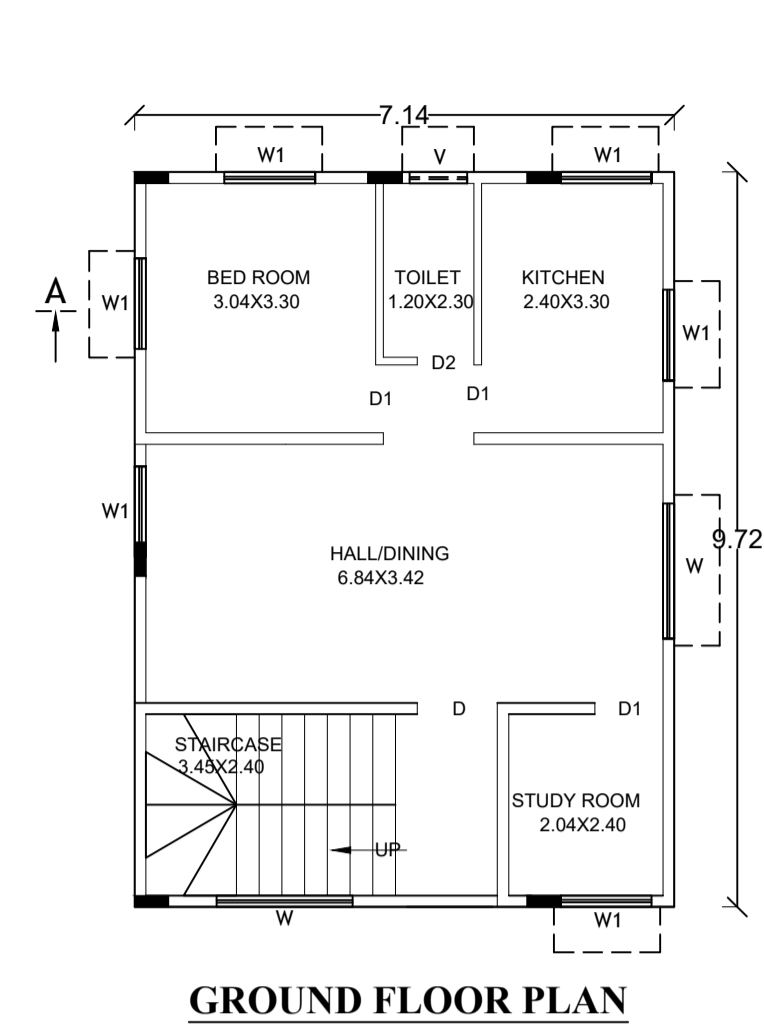 7.14
W1
V
W1
BED ROOM
3.04X3.30
TOILET
1.20X2.30
KITCHEN
2.40X3.30
A
W1
W1
D2
D1
D1
W1
9.72
HALL/DINING
6.84X3.42
W
D
D1
STAIRCASE
3.45X2.40
STUDY ROOM
2.04X2.40
UP
W
W1
GROUND FLOOR PLAN